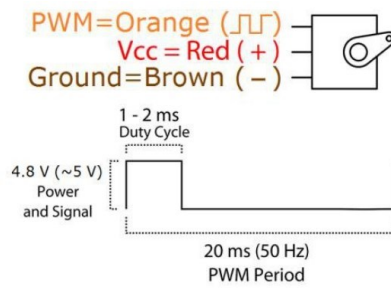 PWM=Orange (⎍⎍)
Vcc = Red (+)
Ground=Brown (−)
1 - 2 ms
Duty Cycle
4.8 V (~5 V)
Power
and Signal
20 ms (50 Hz)
PWM Period